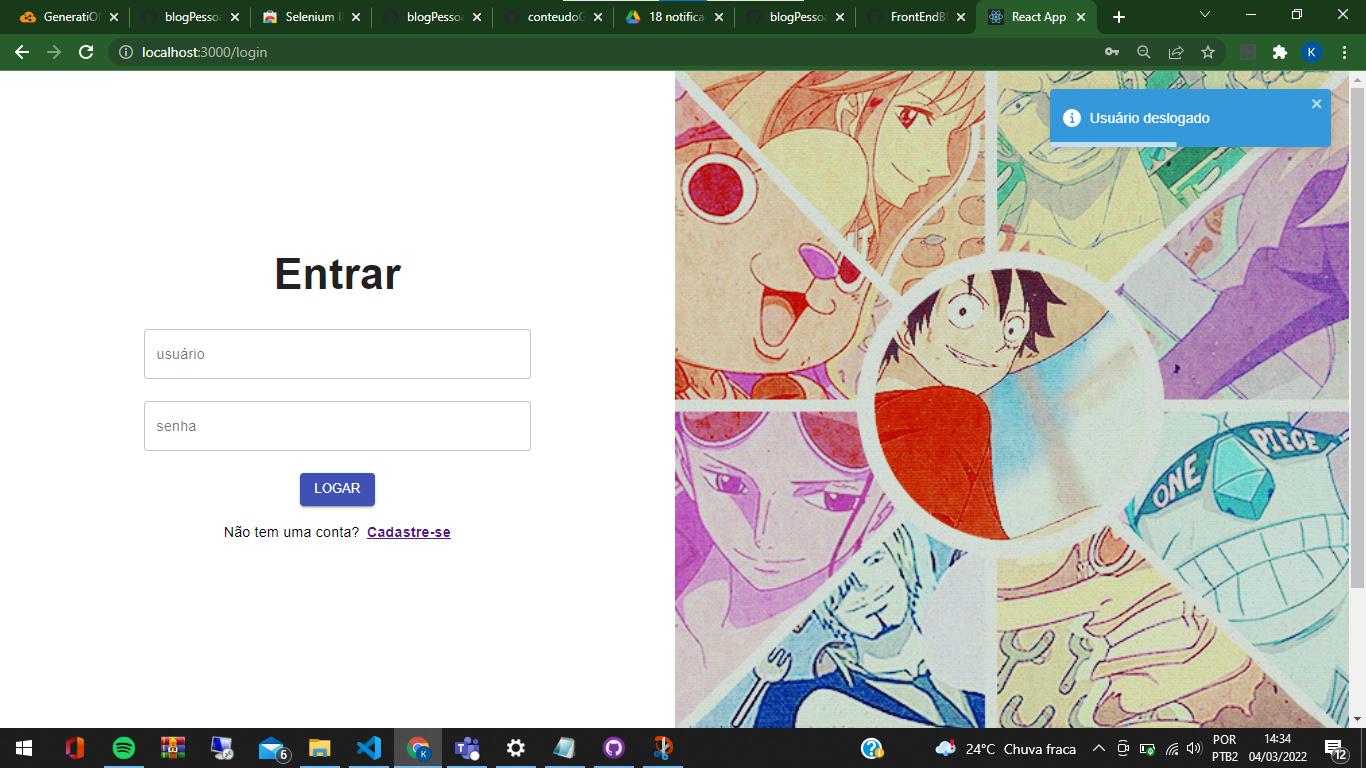 GeneratiO
blogPesso
Selenium I
blogPesso
conteudoG
18 notifica
blogPesso
FrontEndB
React App
localhost:3000/login
K
Usuário deslogado
Entrar
usuário
senha
LOGAR
Não tem uma conta? Cadastre-se
ONE PIECE
6
K
24°C Chuva fraca
POR
PTB2
14:34
04/03/2022
12